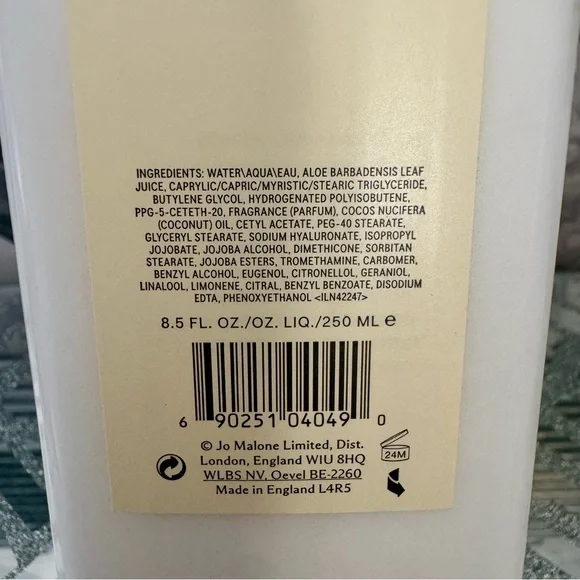 INGREDIENTS: WATER\AQUA\EAU, ALOE BARBADENSIS LEAF
JUICE, CAPRYLIC/CAPRIC/MYRISTIC/STEARIC TRIGLYCERIDE,
BUTYLENE GLYCOL, HYDROGENATED POLYISOBUTENE,
PPG-5-CETETH-20, FRAGRANCE (PARFUM), COCOS NUCIFERA
(COCONUT) OIL, CETYL ACETATE, PEG-40 STEARATE,
GLYCERYL STEARATE, SODIUM HYALURONATE, ISOPROPYL
JOJOBATE, JOJOBA ALCOHOL, DIMETHICONE, SORBITAN
STEARATE, JOJOBA ESTERS, TROMETHAMINE, CARBOMER,
BENZYL ALCOHOL, EUGENOL, CITRONELLOL, GERANIOL,
LINALOOL, LIMONENE, CITRAL, BENZYL BENZOATE, DISODIUM
EDTA, PHENOXYETHANOL <ILN42247>
8.5 FL. OZ./OZ. LIQ./250 ML e
6 90251 04049 0
© Jo Malone Limited, Dist.
London, England W1U 8HQ
WLBS NV, Oevel BE-2260
Made in England L4R5
24M